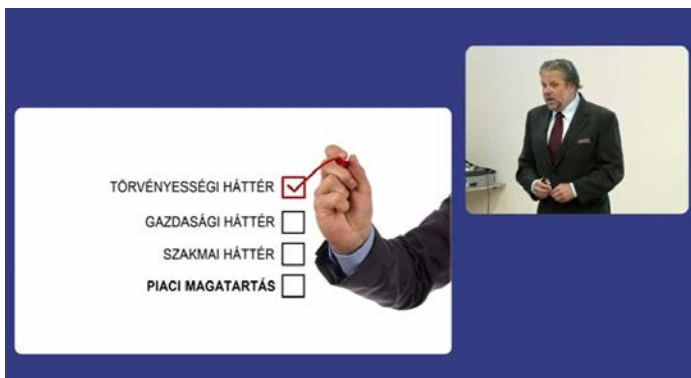 TÖRVÉNYESSÉGI HÁTTÉR
GAZDASÁGI HÁTTÉR
SZAKMAI HÁTTÉR
PIACI MAGATARTÁS